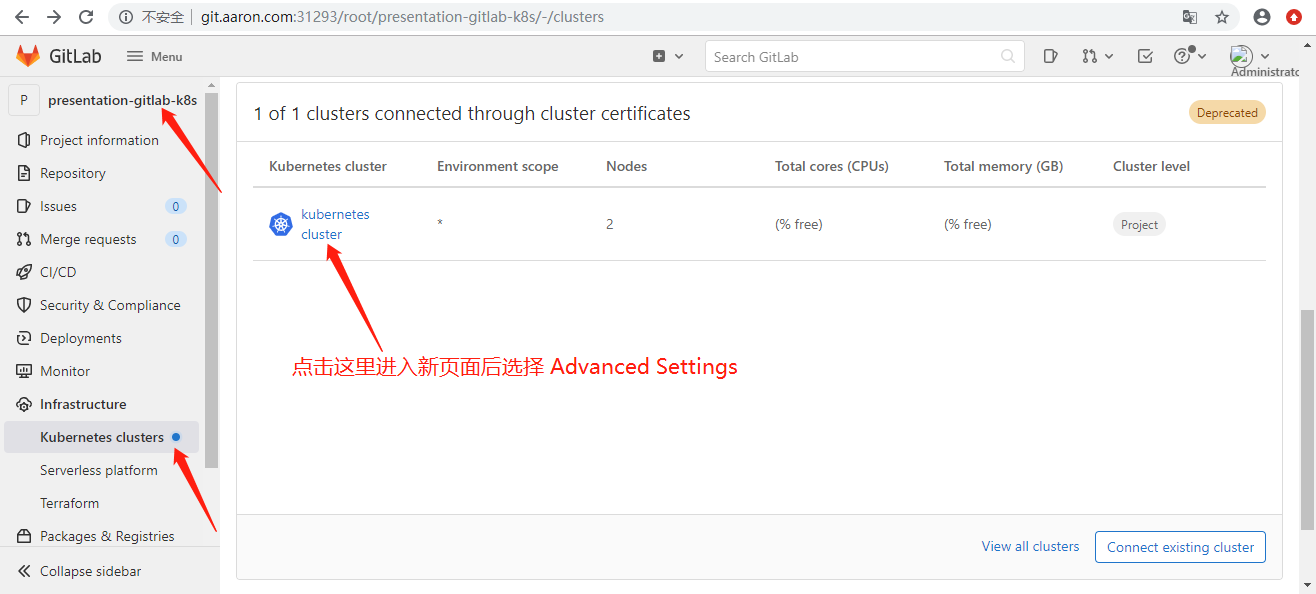 不安全 git.aaron.com:31293/root/presentation-gitlab-k8s/-/clusters
GitLab Menu Search GitLab
Administrato
P presentation-gitlab-k8s
Project information
Repository
Issues 0
Merge requests 0
CI/CD
Security & Compliance
Deployments
Monitor
Infrastructure
Kubernetes clusters
Serverless platform
Terraform
Packages & Registries
Collapse sidebar
1 of 1 clusters connected through cluster certificates Deprecated
Kubernetes cluster Environment scope Nodes Total cores (CPUs) Total memory (GB) Cluster level
kubernetes
cluster
* 2 (% free) (% free) Project
点击这里进入新页面后选择 Advanced Settings
View all clusters Connect existing cluster